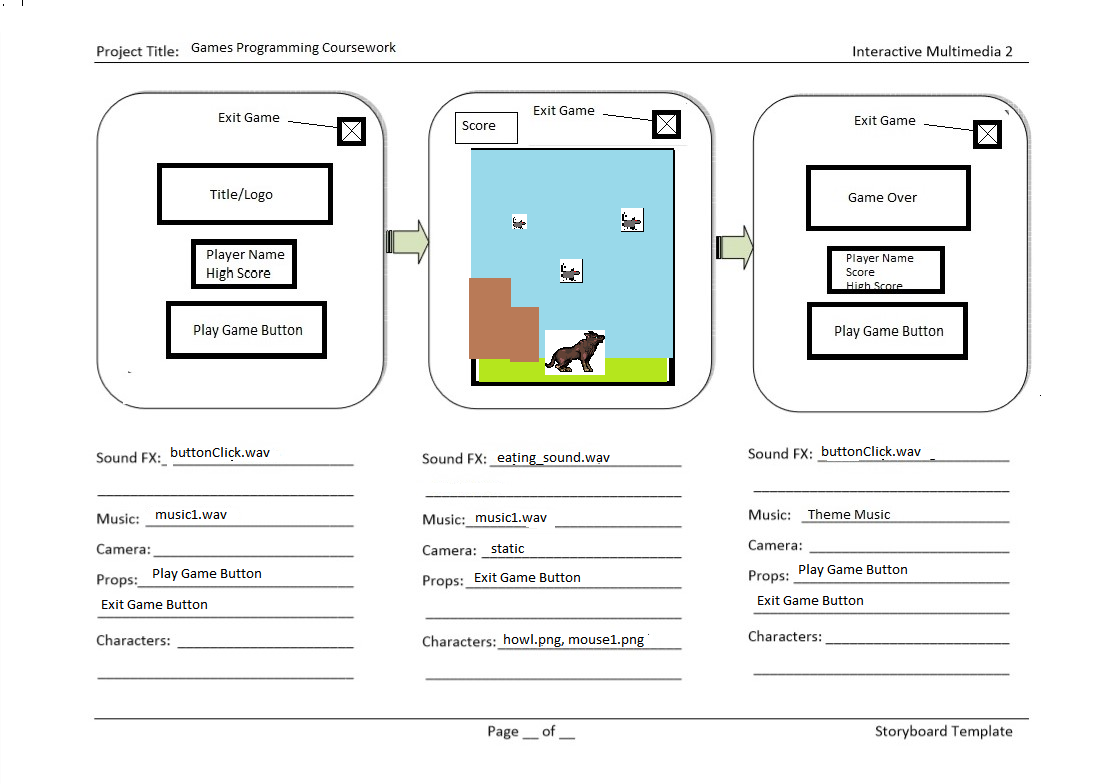 Project Title: Games Programming Coursework
Interactive Multimedia 2
Exit Game
Title/Logo
Player Name
High Score
Play Game Button
Score
Exit Game
Exit Game
Game Over
Player Name
Score
High Score
Play Game Button
Sound FX: buttonClick.wav
Music: music1.wav
Camera:
Props: Play Game Button
Exit Game Button
Characters:
Sound FX: eating_sound.wav
Music: music1.wav
Camera: static
Props: Exit Game Button
Characters: howl.png, mouse1.png
Sound FX: buttonClick.wav
Music: Theme Music
Camera:
Props: Play Game Button
Exit Game Button
Characters:
Page __ of __
Storyboard Template